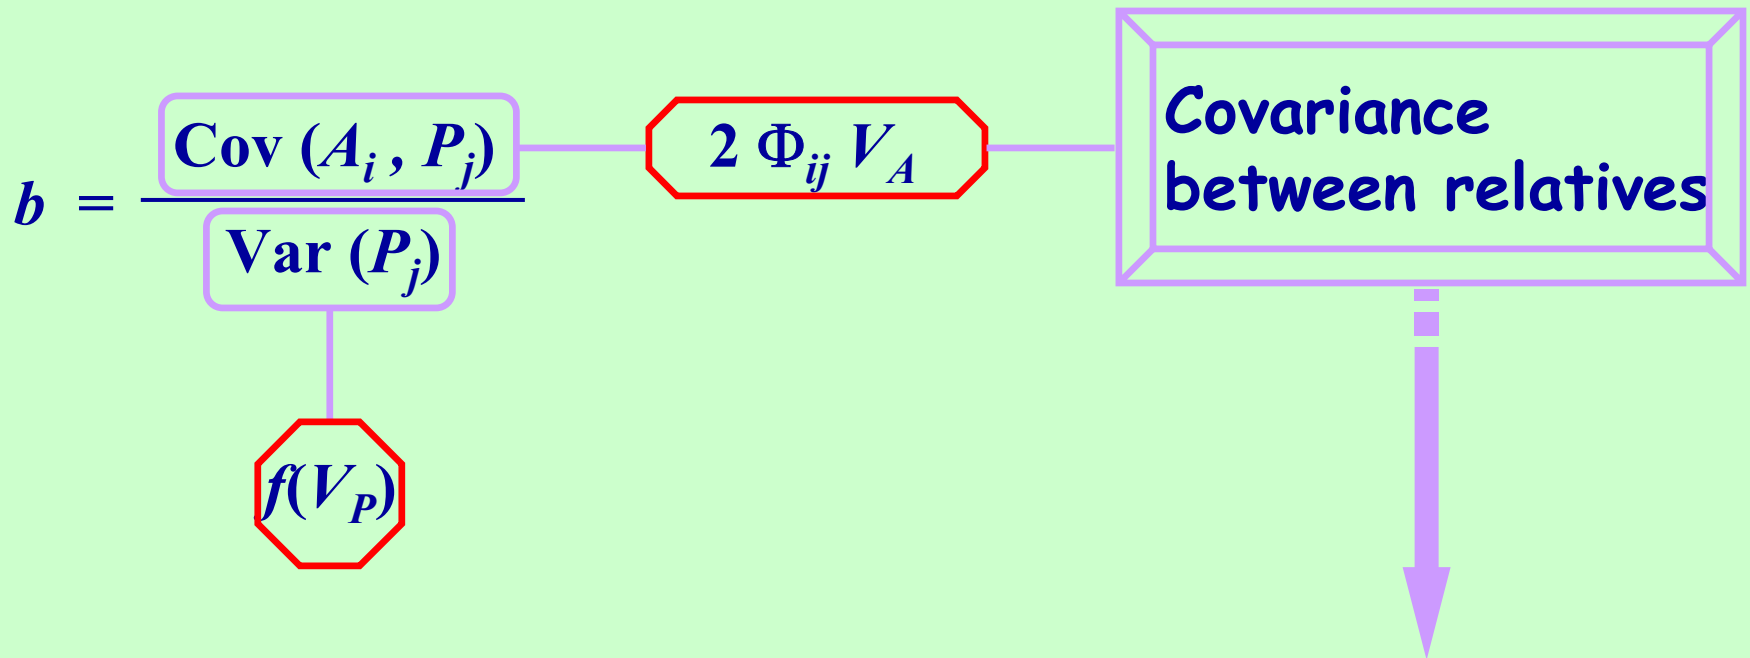 b =
Cov (A_i , P_j)
Var (P_j)
2 Φ_ij V_A
Covariance
between relatives
f(V_P)